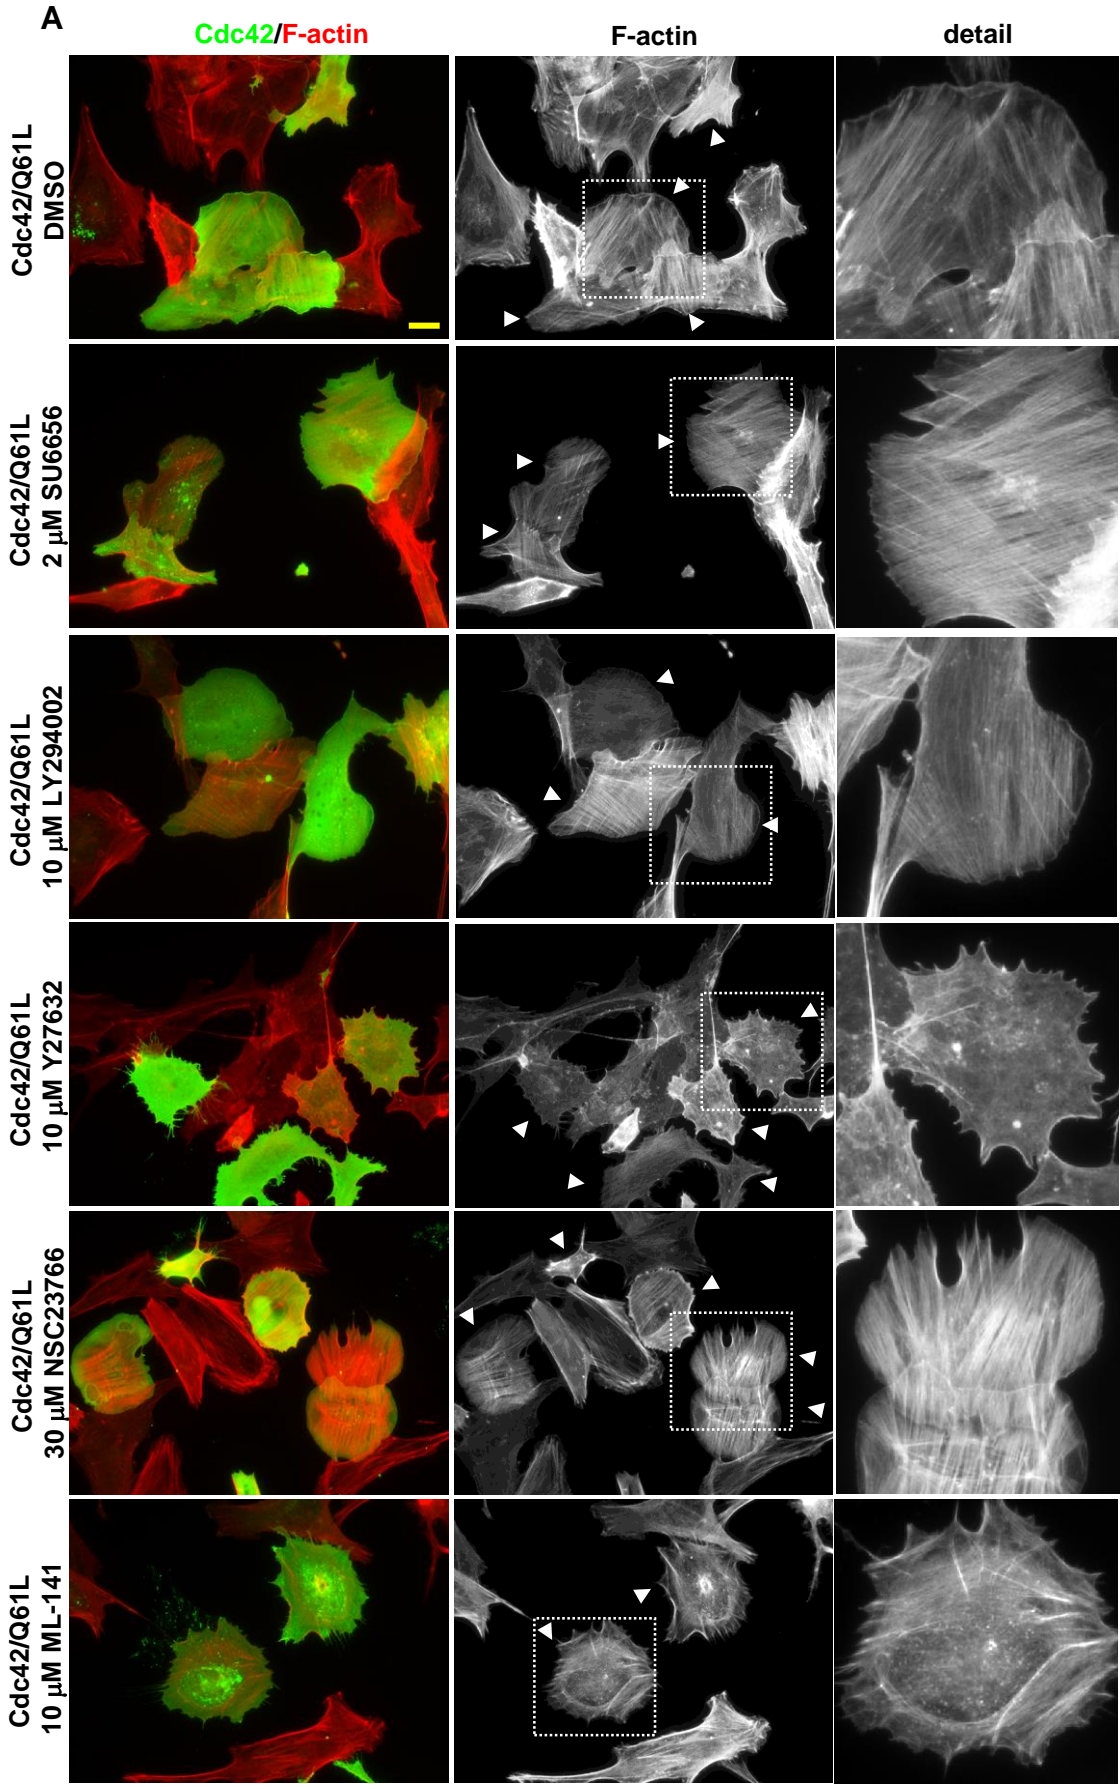 A
Cdc42/F-actin
F-actin
detail
Cdc42/Q61L
DMSO
Cdc42/Q61L
2 µM SU6656
Cdc42/Q61L
10 µM LY294002
Cdc42/Q61L
10 µM Y27632
Cdc42/Q61L
30 µM NSC23766
Cdc42/Q61L
10 µM ML-141